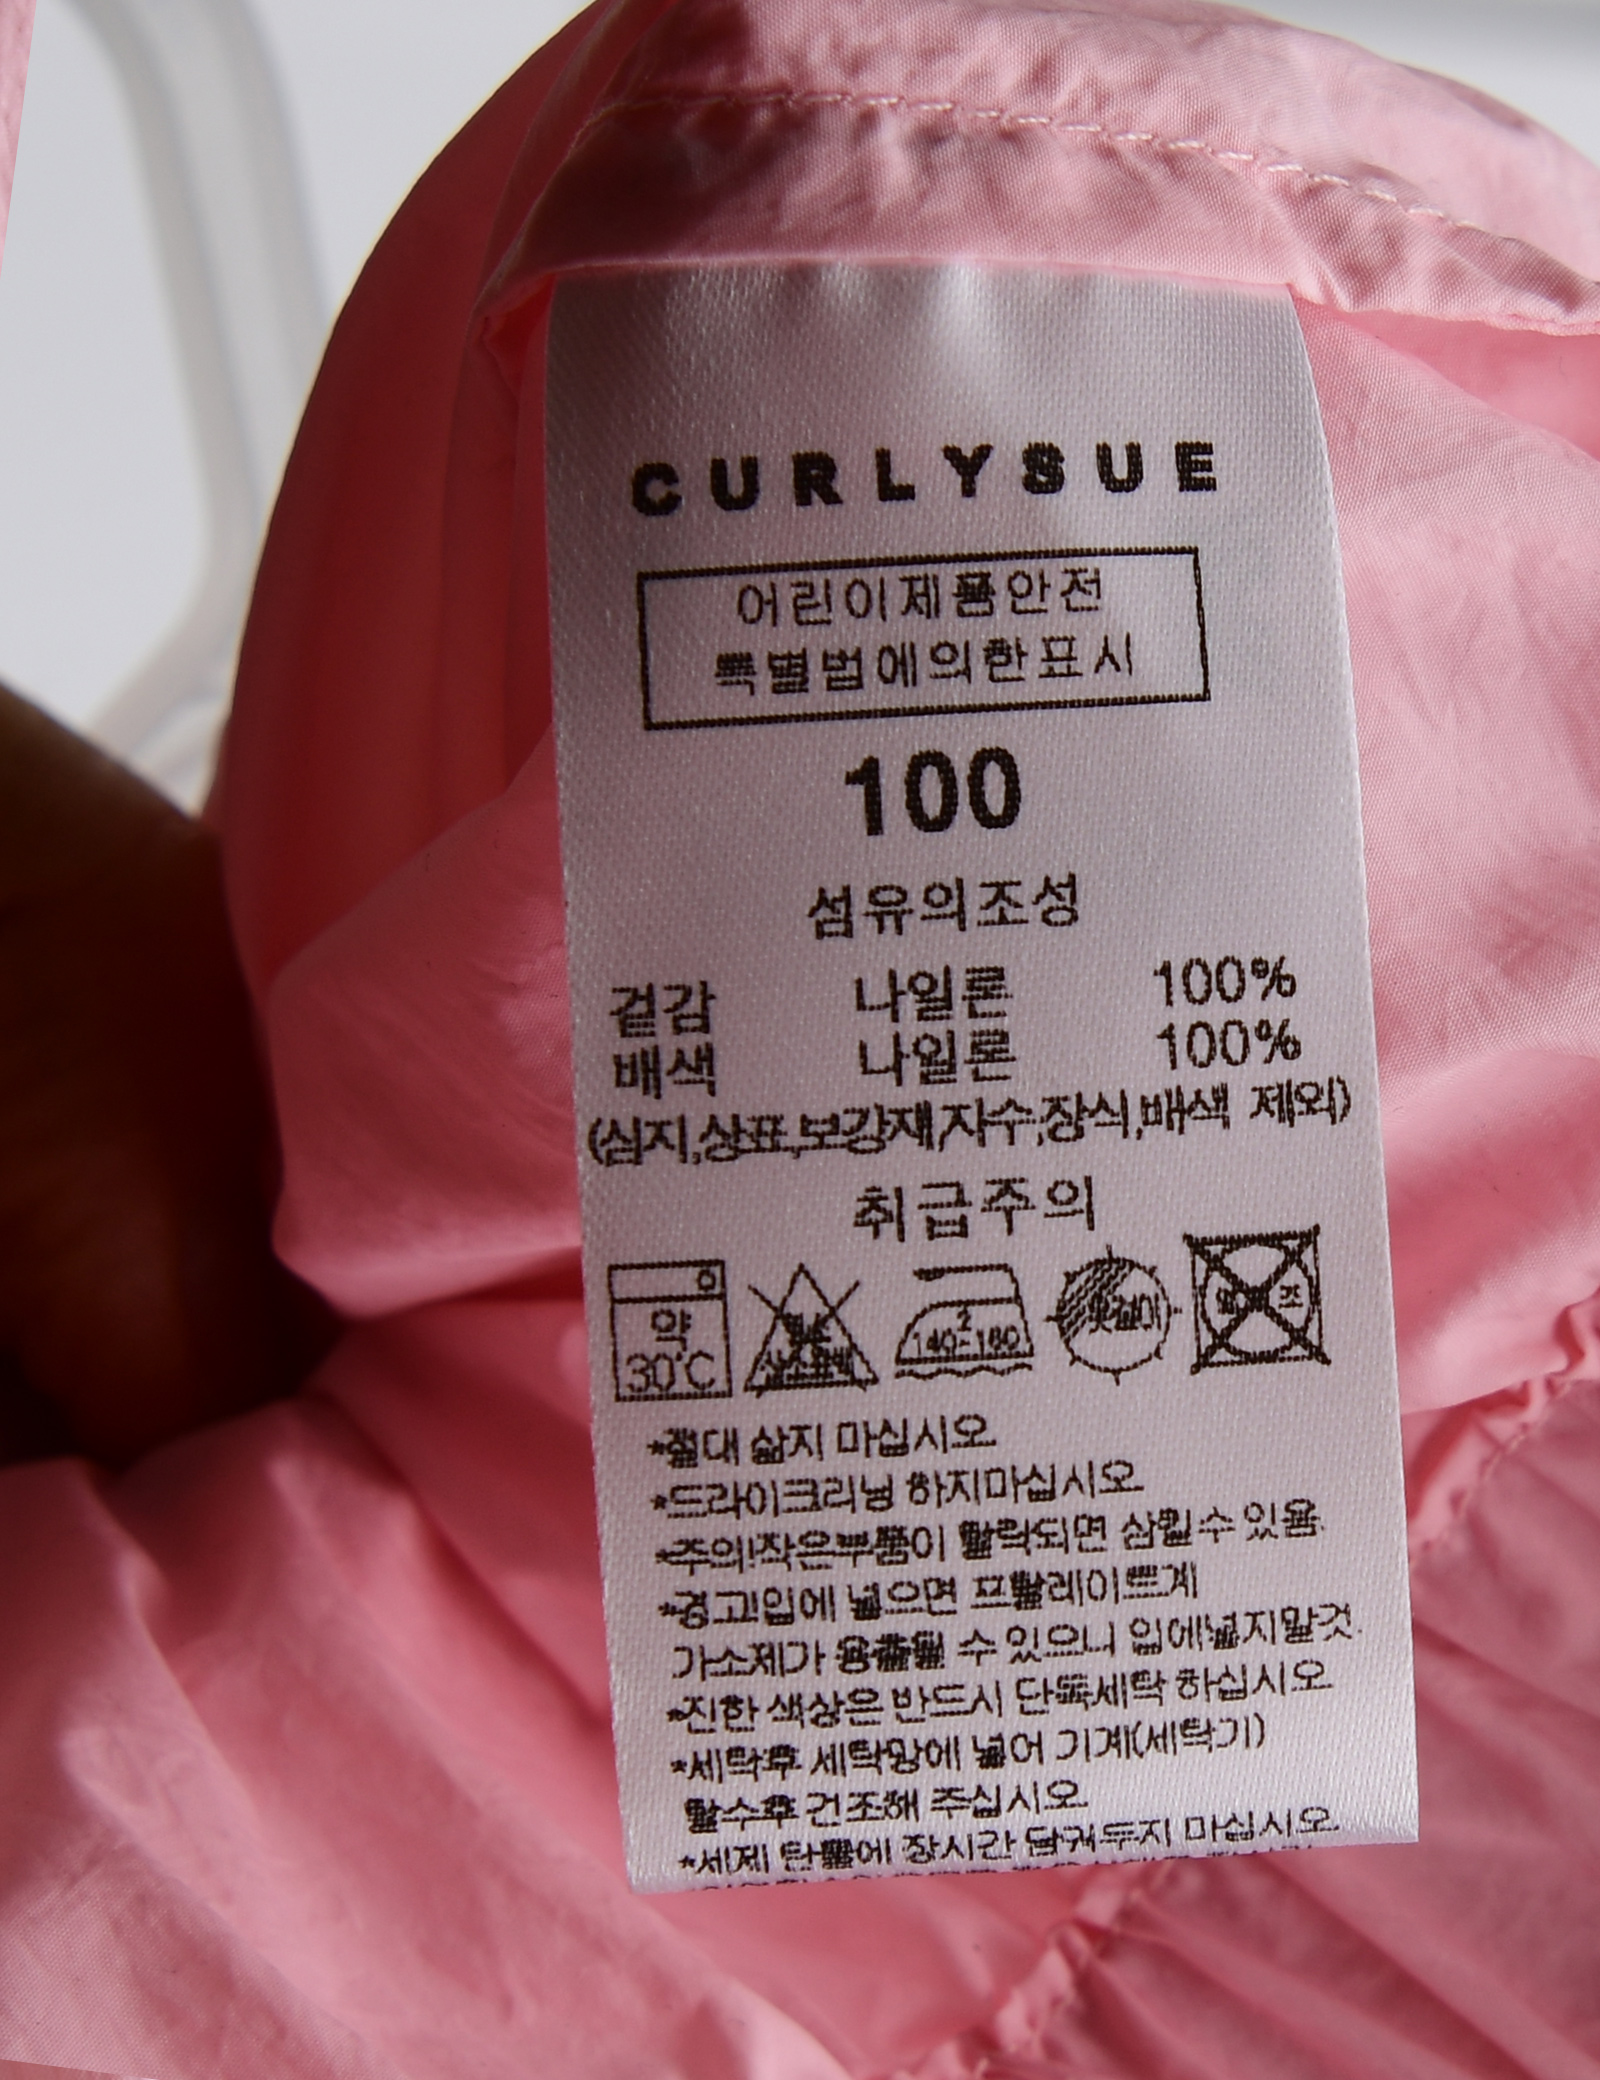 CURLYSUE
어린이제품안전
특별법에의한표시
100
섬유의조성
겉감 나일론 100%
배색 나일론 100%
(심지,상표,보강재,자수,장식,배색 제외)
취급주의
약
30℃
2
140-160
옷걸이
*절대 삶지 마십시오
*드라이크리닝 하지마십시오
*주의!작은부품이 탈락되면 삼킬수 있음
*경고!입에 넣으면 프탈레이트계
가소제가 용출될 수 있으니 입에넣지말것.
*진한 색상은 반드시 단독세탁 하십시오
*세탁후 세탁망에 넣어 기계(세탁기)
탈수후 건조해 주십시오
*세제 탄물에 장시간 담궈두지 마십시오